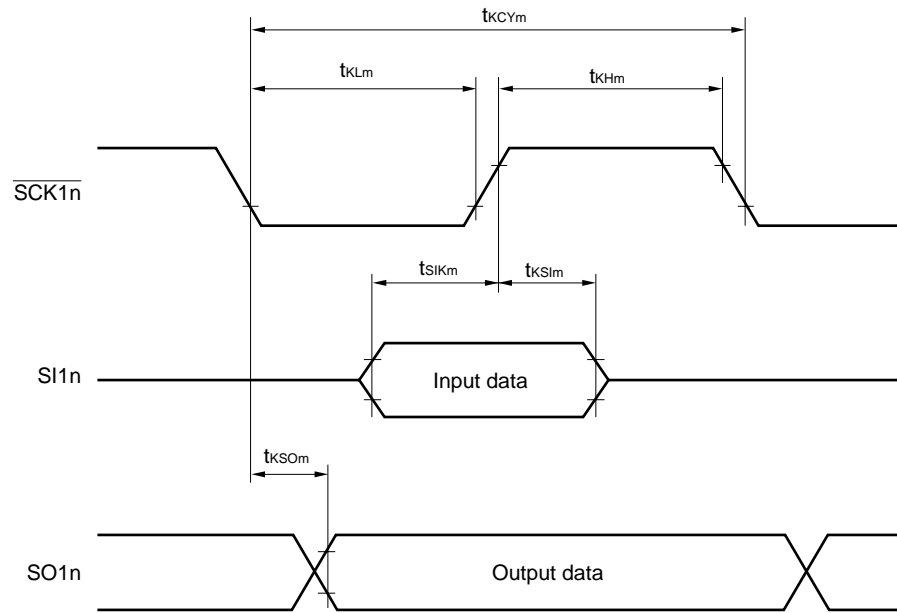 tKCYm
tKLm
tKHm
SCK1n
tSIKm
tKSIm
SI1n
Input data
tKSOm
SO1n
Output data